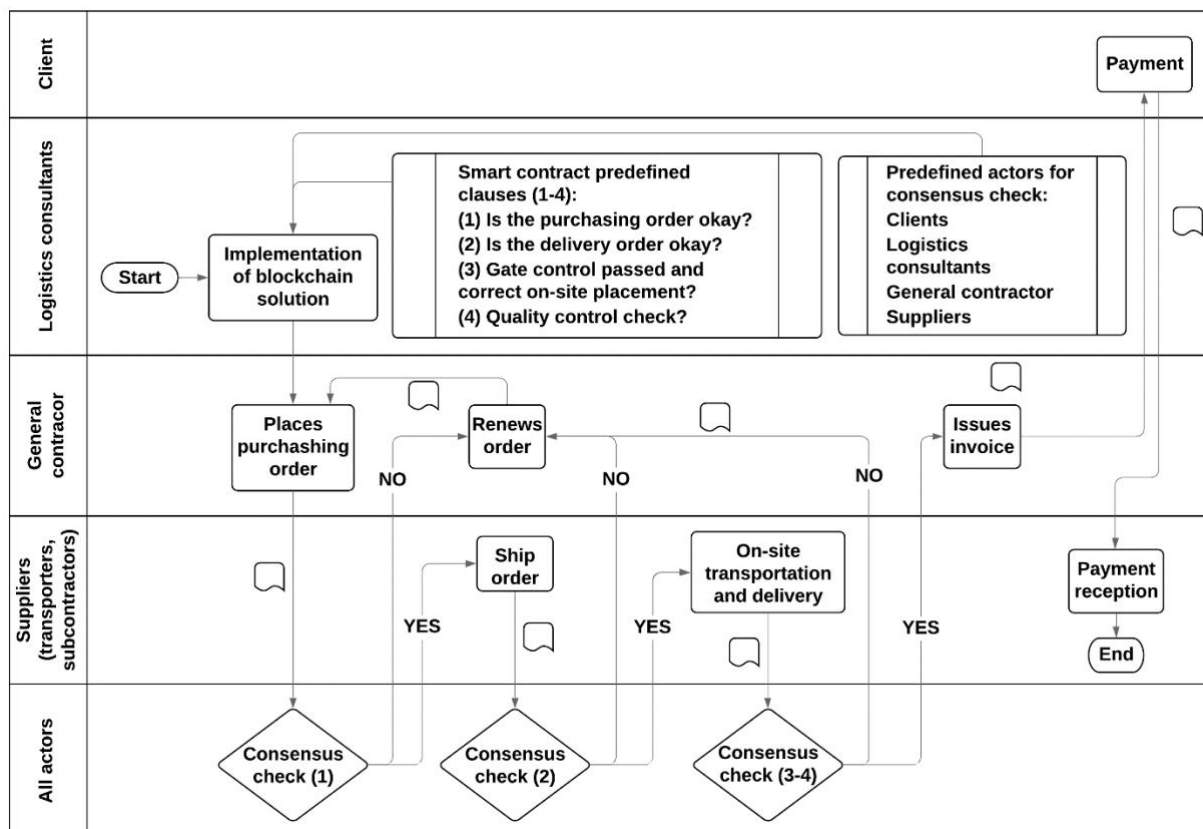 Client
Payment
Logistics consultants
Start
Implementation
of blockchain
solution
Smart contract predefined
clauses (1-4):
(1) Is the purchasing order okay?
(2) Is the delivery order okay?
(3) Gate control passed and
correct on-site placement?
(4) Quality control check?
Predefined actors for
consensus check:
Clients
Logistics
consultants
General contractor
Suppliers
General
contracor
Places
purchashing
order
Renews
order
Issues
invoice
NO
NO
NO
Suppliers
(transporters,
subcontractors)
Ship
order
On-site
transportation
and delivery
Payment
reception
YES
YES
YES
End
All actors
Consensus
check (1)
Consensus
check (2)
Consensus
check (3-4)